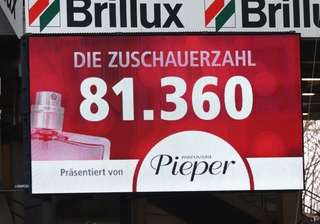 Brillux
Brillux
DIE ZUSCHAUERZAHL
81.360
Präsentiert von
PARFÜMERIE
Pieper